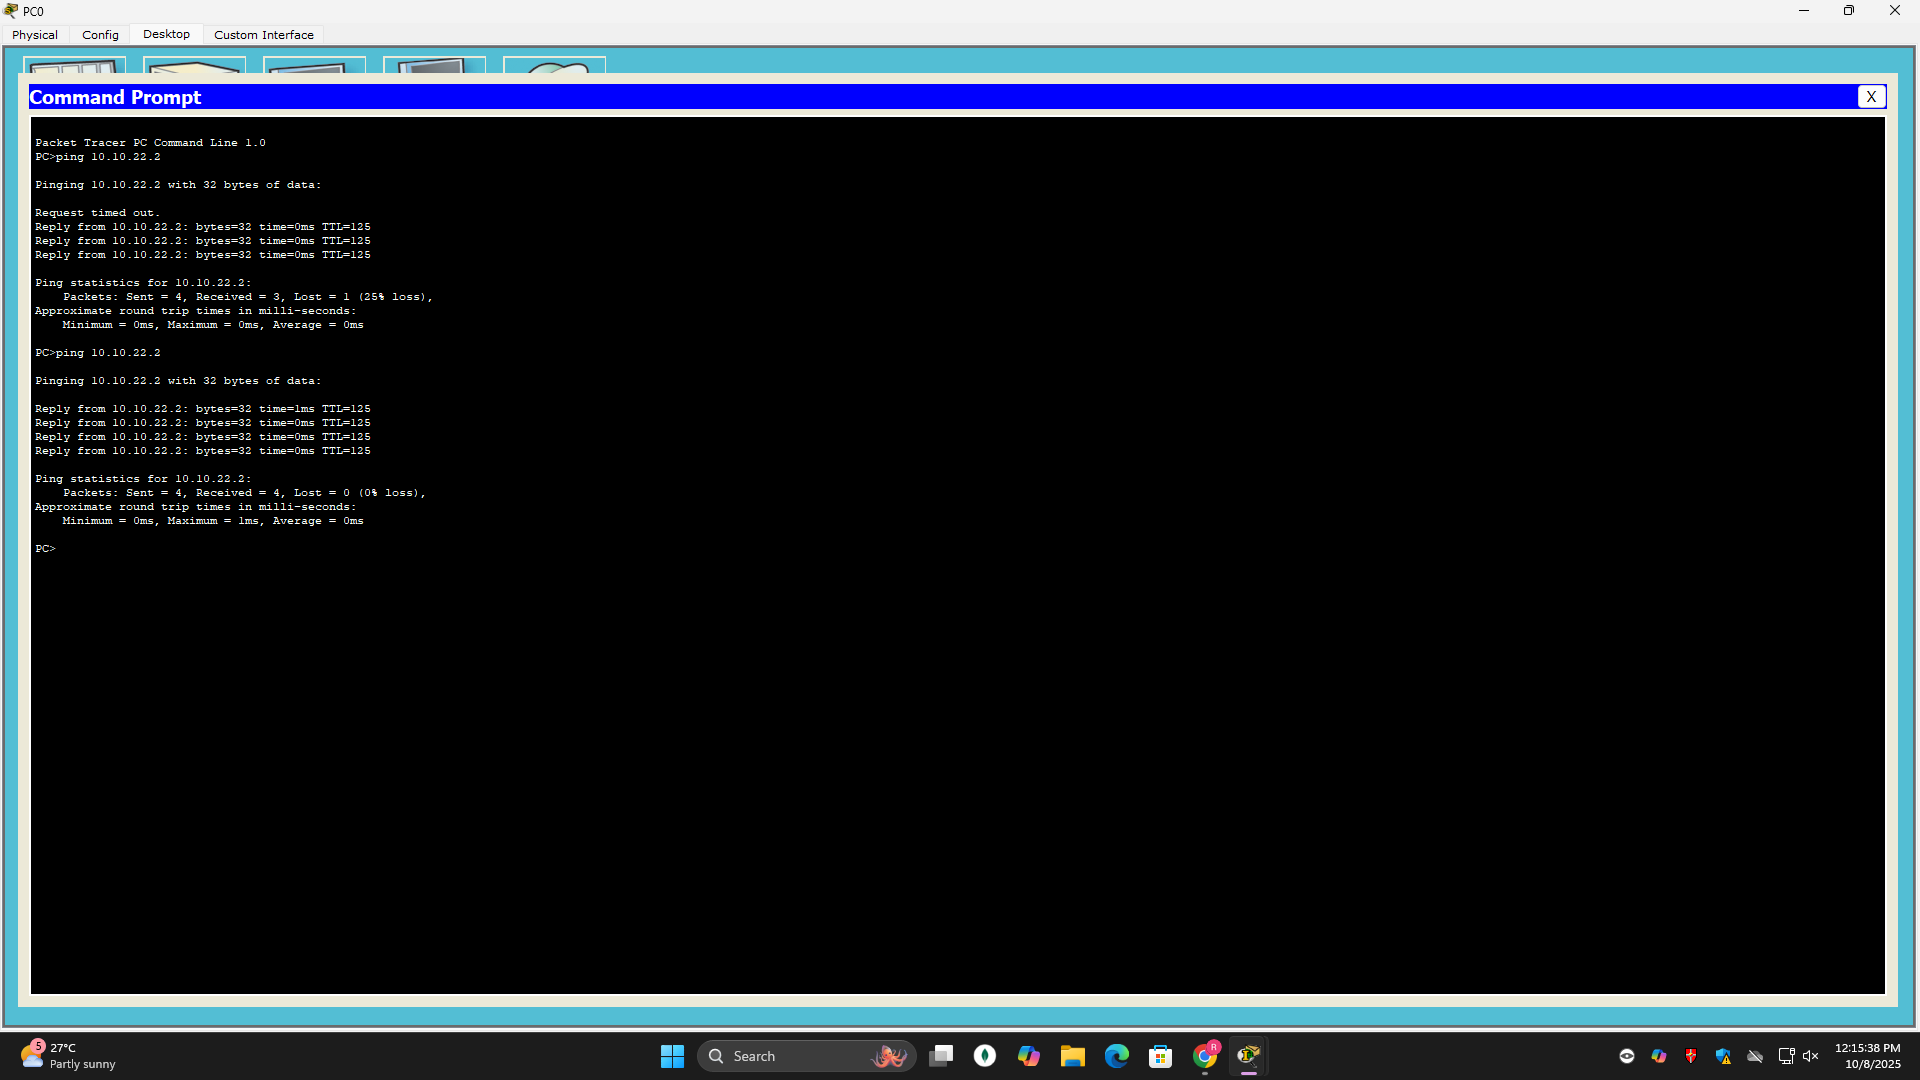 PC0
Physical Config Desktop Custom Interface
Command Prompt X
Packet Tracer PC Command Line 1.0
PC>ping 10.10.22.2
Pinging 10.10.22.2 with 32 bytes of data:
Request timed out.
Reply from 10.10.22.2: bytes=32 time=0ms TTL=125
Reply from 10.10.22.2: bytes=32 time=0ms TTL=125
Reply from 10.10.22.2: bytes=32 time=0ms TTL=125
Ping statistics for 10.10.22.2:
Packets: Sent = 4, Received = 3, Lost = 1 (25% loss),
Approximate round trip times in milli-seconds:
Minimum = 0ms, Maximum = 0ms, Average = 0ms
PC>ping 10.10.22.2
Pinging 10.10.22.2 with 32 bytes of data:
Reply from 10.10.22.2: bytes=32 time=1ms TTL=125
Reply from 10.10.22.2: bytes=32 time=0ms TTL=125
Reply from 10.10.22.2: bytes=32 time=0ms TTL=125
Reply from 10.10.22.2: bytes=32 time=0ms TTL=125
Ping statistics for 10.10.22.2:
Packets: Sent = 4, Received = 4, Lost = 0 (0% loss),
Approximate round trip times in milli-seconds:
Minimum = 0ms, Maximum = 1ms, Average = 0ms
PC>
5
27°C
Partly sunny
Search
R
12:15:38 PM
10/8/2025